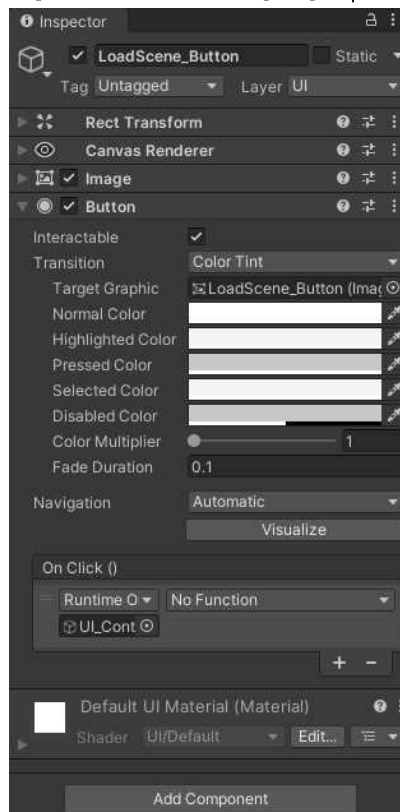 Inspector
LoadScene_Button Static
Tag Untagged Layer UI
Rect Transform
Canvas Renderer
Image
Button
Interactable
Transition Color Tint
Target Graphic LoadScene_Button (Imag
Normal Color
Highlighted Color
Pressed Color
Selected Color
Disabled Color
Color Multiplier 1
Fade Duration 0.1
Navigation Automatic
Visualize
On Click ()
Runtime O No Function
UI_Cont
+ -
Default UI Material (Material)
Shader UI/Default Edit...
Add Component